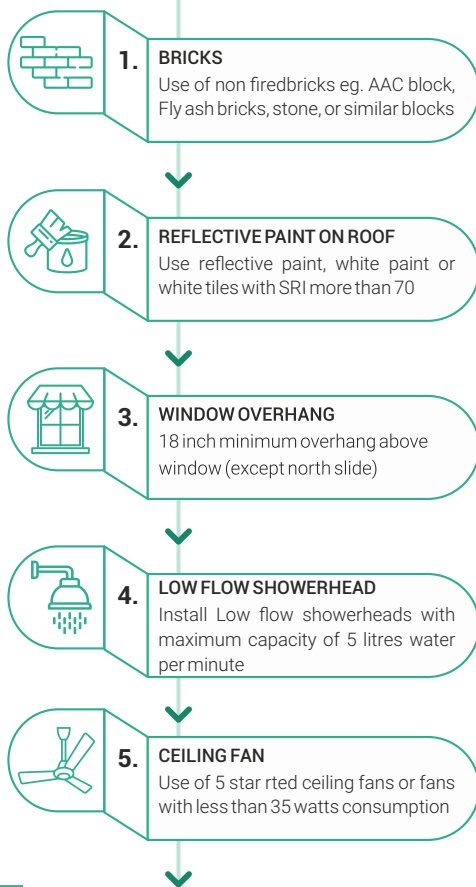 1. BRICKS
Use of non firedbricks eg. AAC block,
Fly ash bricks, stone, or similar blocks
2. REFLECTIVE PAINT ON ROOF
Use reflective paint, white paint or
white tiles with SRI more than 70
3. WINDOW OVERHANG
18 inch minimum overhang above
window (except north slide)
4. LOW FLOW SHOWERHEAD
Install Low flow showerheads with
maximum capacity of 5 litres water
per minute
5. CEILING FAN
Use of 5 star rted ceiling fans or fans
with less than 35 watts consumption